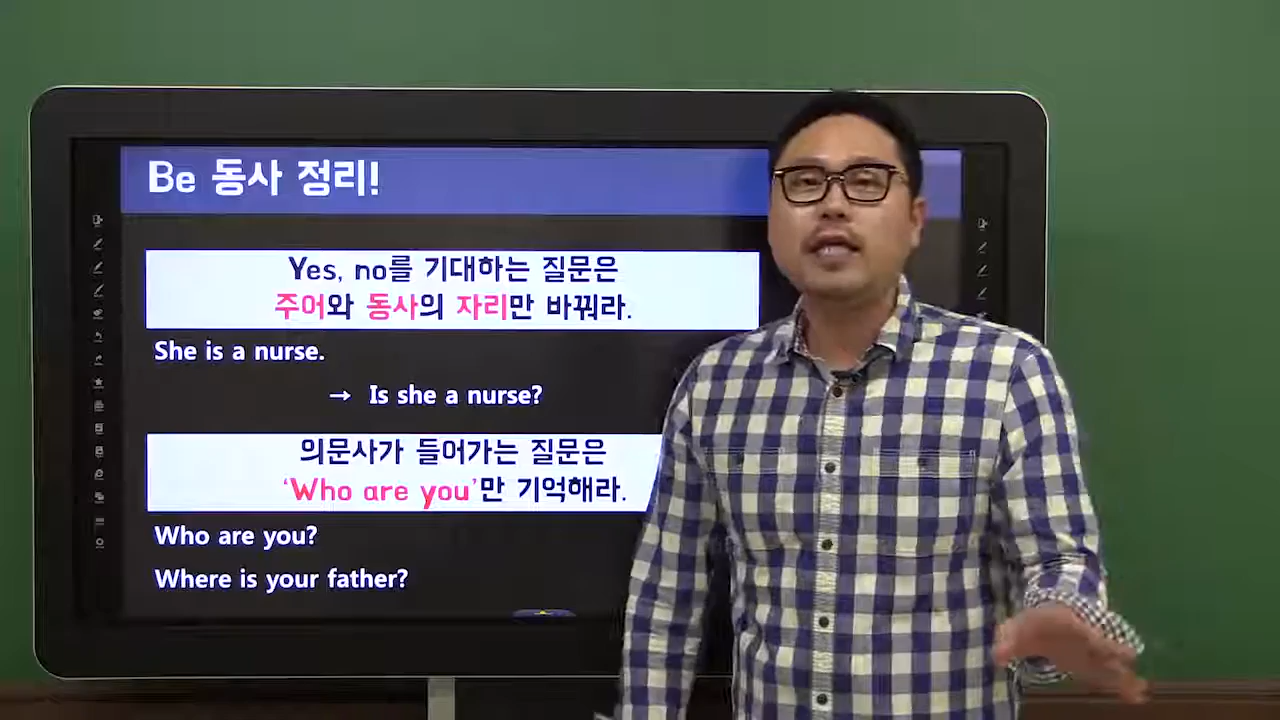 Be 동사 정리!
Yes, no를 기대하는 질문은
주어와 동사의 자리만 바꿔라.
She is a nurse.
→ Is she a nurse?
의문사가 들어가는 질문은
‘Who are you’만 기억해라.
Who are you?
Where is your father?